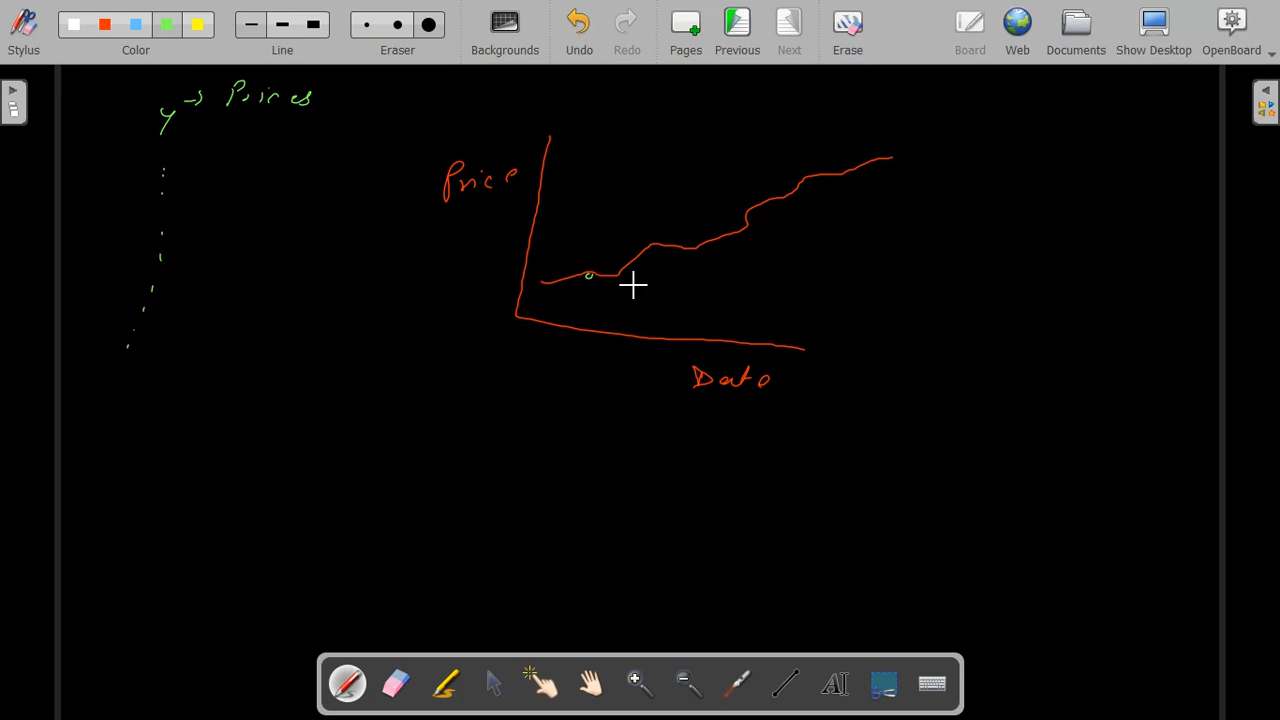 Stylus
Color
Line
Eraser
Backgrounds
Undo
Redo
Pages
Previous
Next
Erase
Board
Web
Documents
Show Desktop
OpenBoard
y → Prices
Price
Date
AI